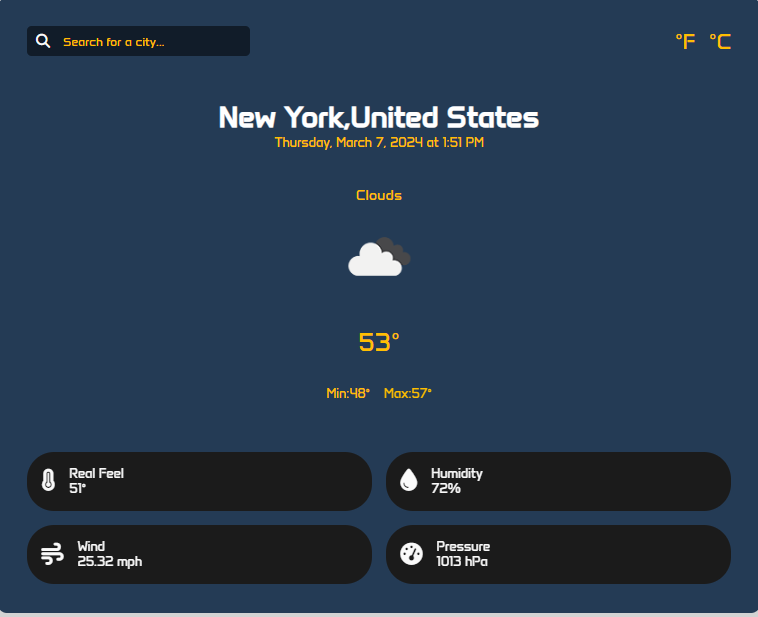 Search for a city...
°F °C
New York,United States
Thursday, March 7, 2024 at 1:51 PM
Clouds
53°
Min:48° Max:57°
Real Feel
51°
Humidity
72%
Wind
25.32 mph
Pressure
1013 hPa